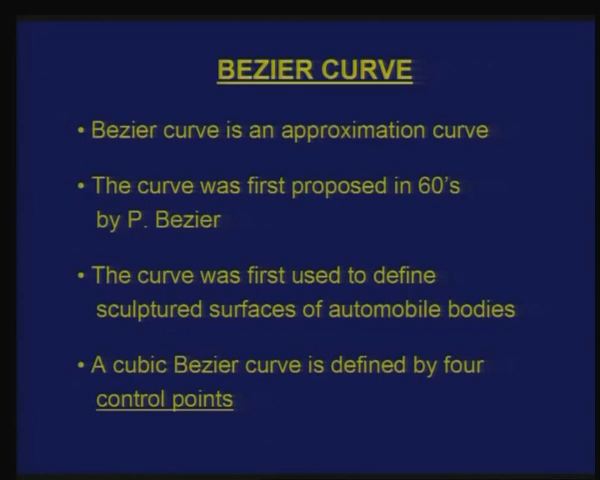 BEZIER CURVE
• Bezier curve is an approximation curve
• The curve was first proposed in 60's
by P. Bezier
• The curve was first used to define
sculptured surfaces of automobile bodies
• A cubic Bezier curve is defined by four
control points